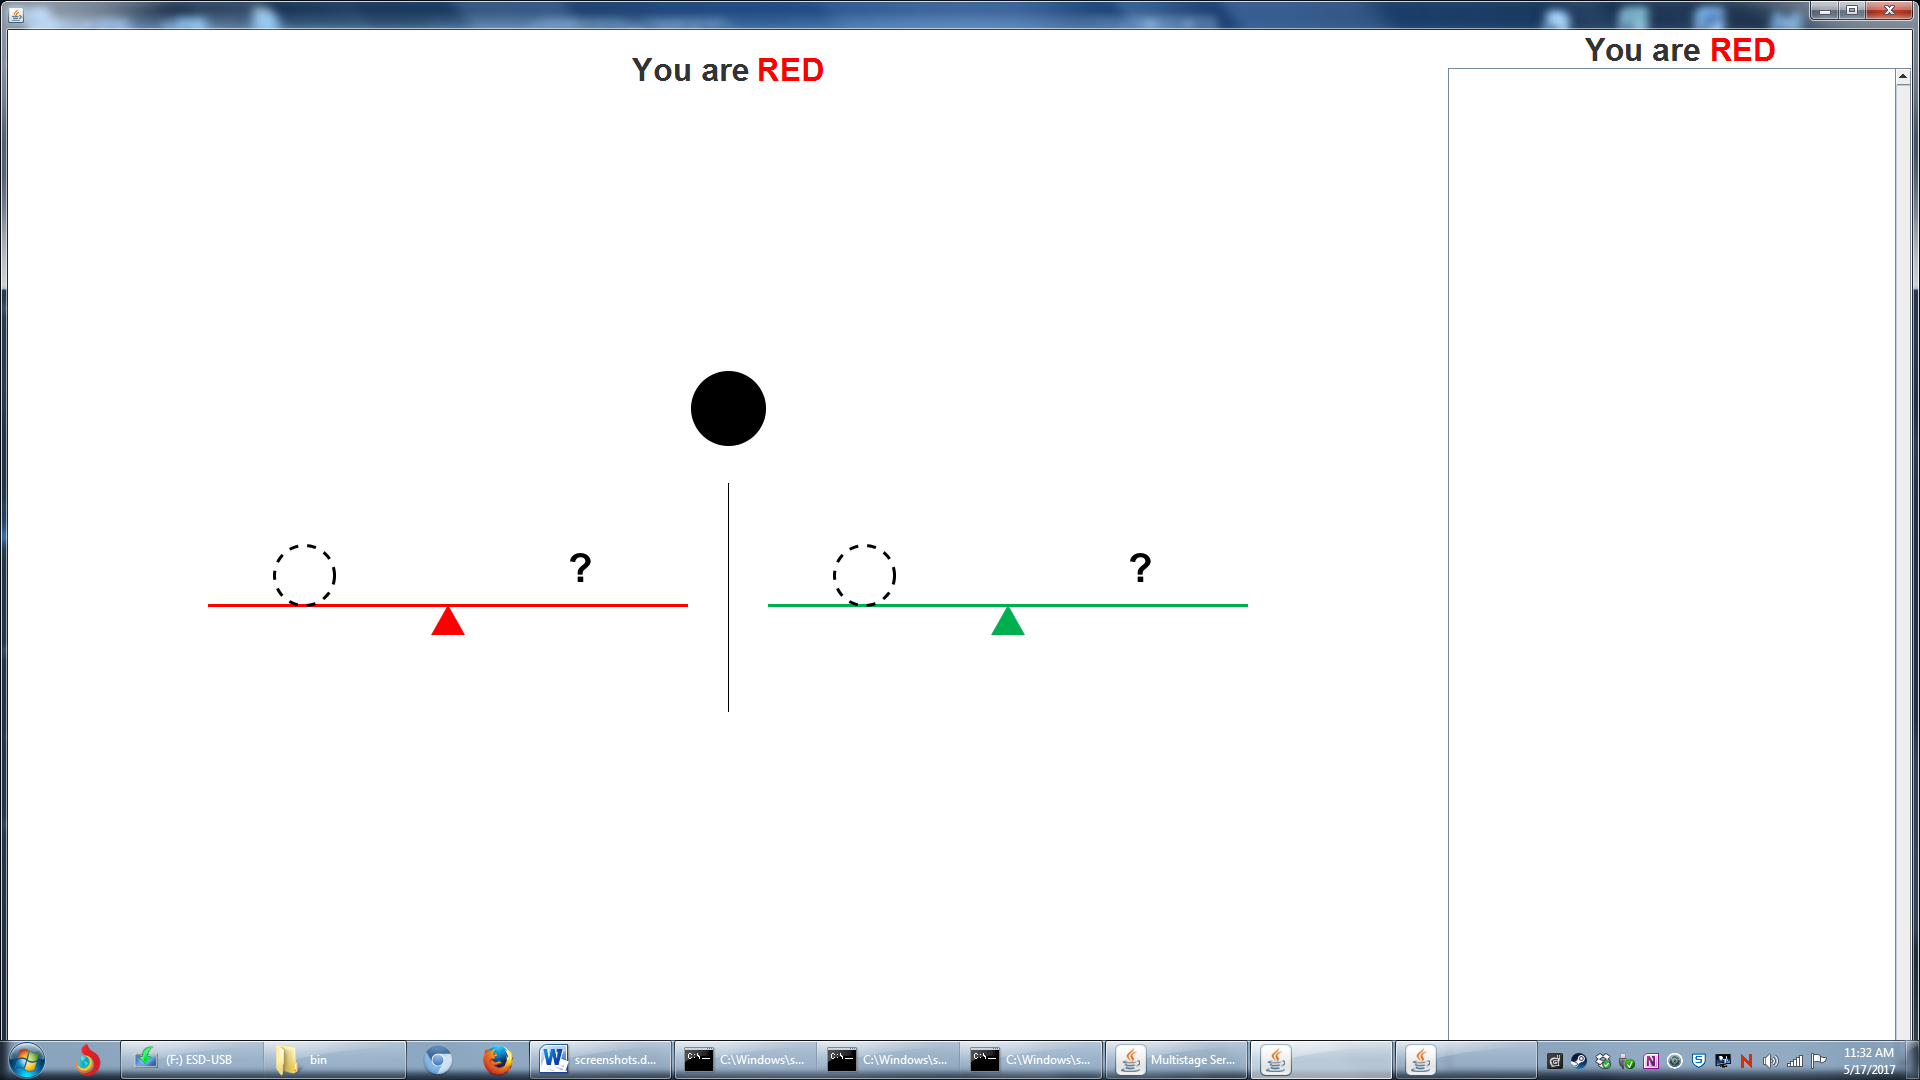 You are RED
You are RED
?
?
(F:) ESD-USB
bin
screenshots.d...
C:\Windows\s...
C:\Windows\s...
C:\Windows\s...
Multistage Ser...
11:32 AM
5/17/2017